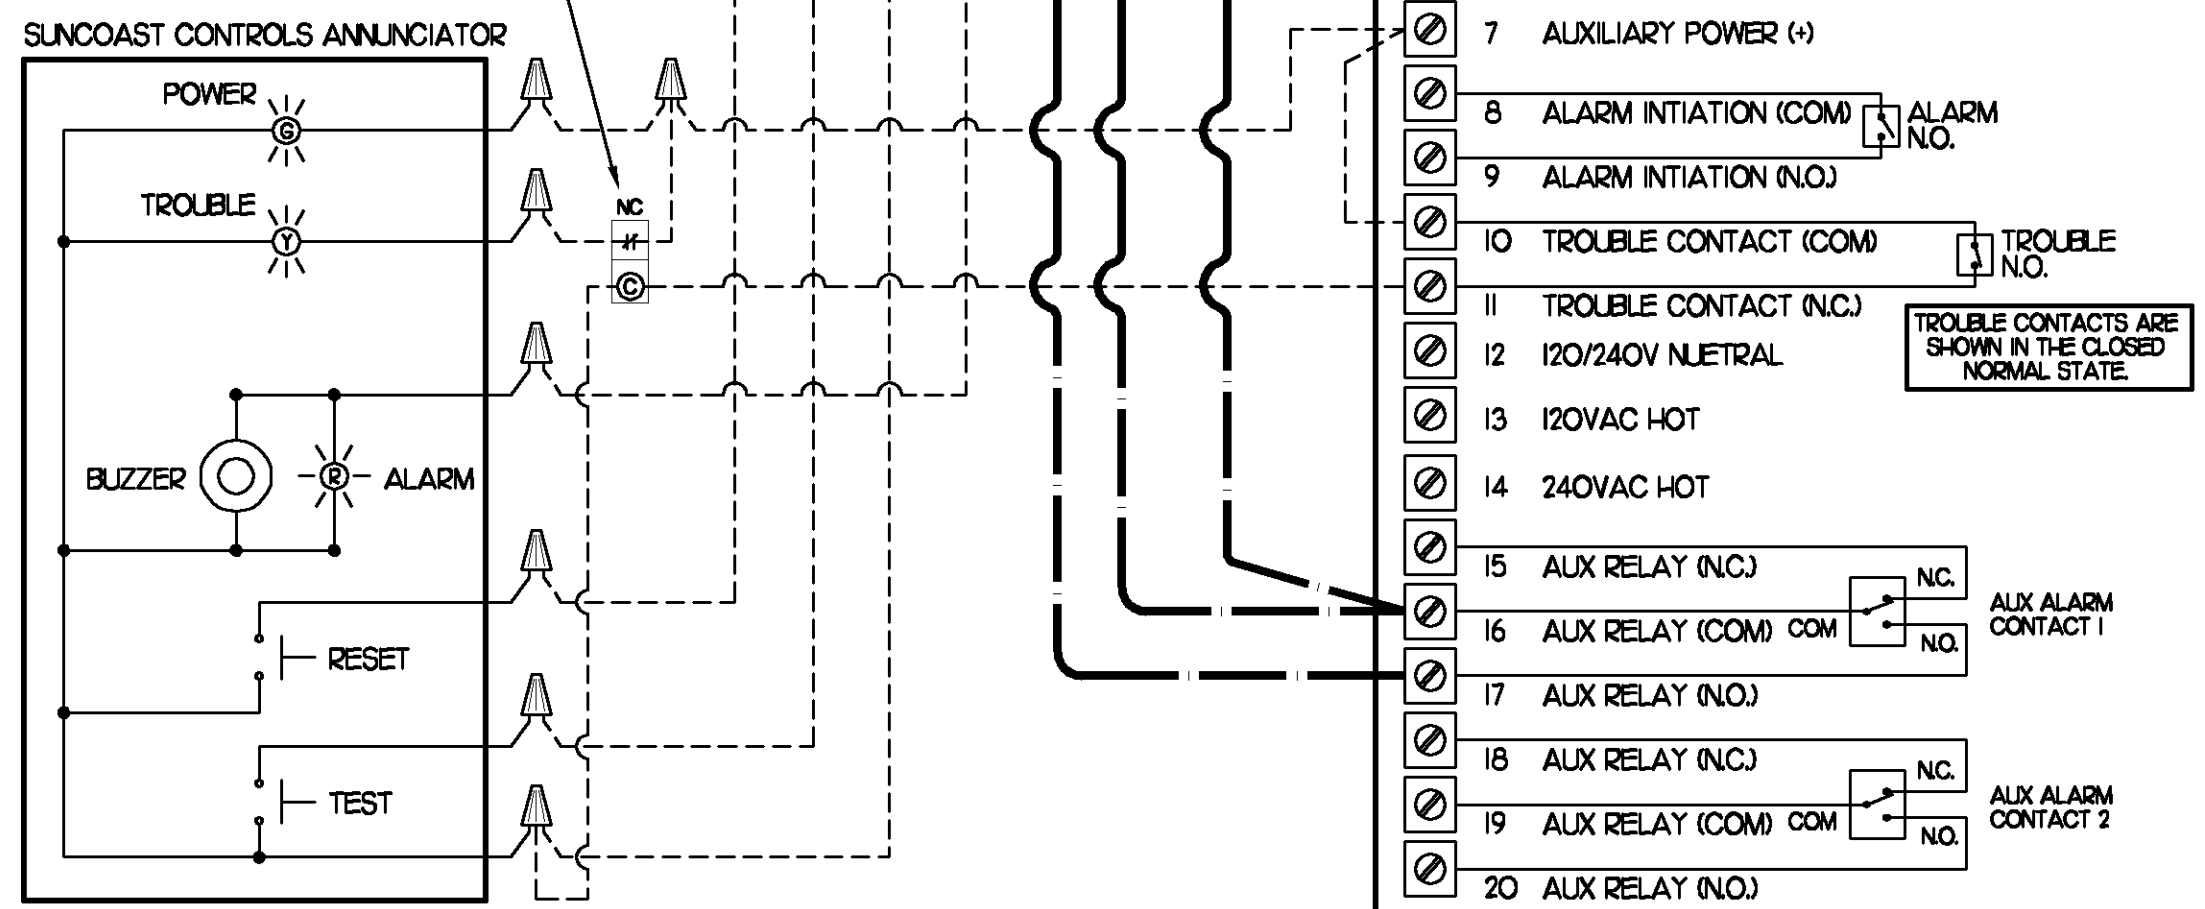 SUNCOAST CONTROLS ANNUNCIATOR
POWER
G
TROUBLE
Y
NC
C
BUZZER
R
ALARM
RESET
TEST
7 AUXILIARY POWER (+)
8 ALARM INTIATION (COM)
ALARM
N.O.
9 ALARM INTIATION (N.O.)
10 TROUBLE CONTACT (COM)
TROUBLE
N.O.
11 TROUBLE CONTACT (N.C.)
TROUBLE CONTACTS ARE
SHOWN IN THE CLOSED
NORMAL STATE.
12 120/240V NUETRAL
13 120VAC HOT
14 240VAC HOT
15 AUX RELAY (N.C.)
N.C.
16 AUX RELAY (COM) COM
AUX ALARM
CONTACT 1
N.O.
17 AUX RELAY (N.O.)
18 AUX RELAY (N.C.)
N.C.
19 AUX RELAY (COM) COM
AUX ALARM
CONTACT 2
N.O.
20 AUX RELAY (N.O.)